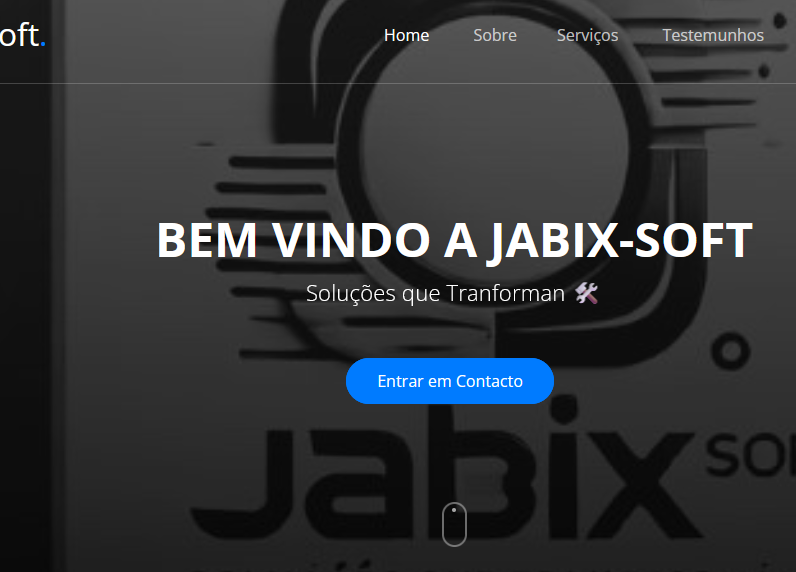 oft.
Home Sobre Serviços Testemunhos
BEM VINDO A JABIX-SOFT
Soluções que Tranforman 🛠
Entrar em Contacto
Jabix SO